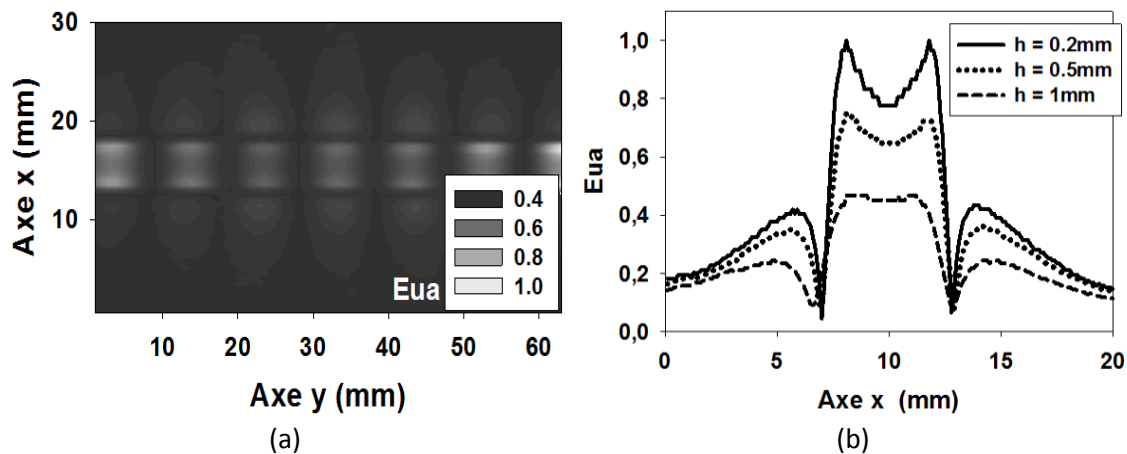 30
20
10
Axe x (mm)
0.4
0.6
0.8
1.0
Eua
10 20 30 40 50 60
Axe y (mm)
(a)
1,0
0,8
0,6
0,4
0,2
0,0
Eua
h = 0.2mm
h = 0.5mm
h = 1mm
0 5 10 15 20
Axe x (mm)
(b)